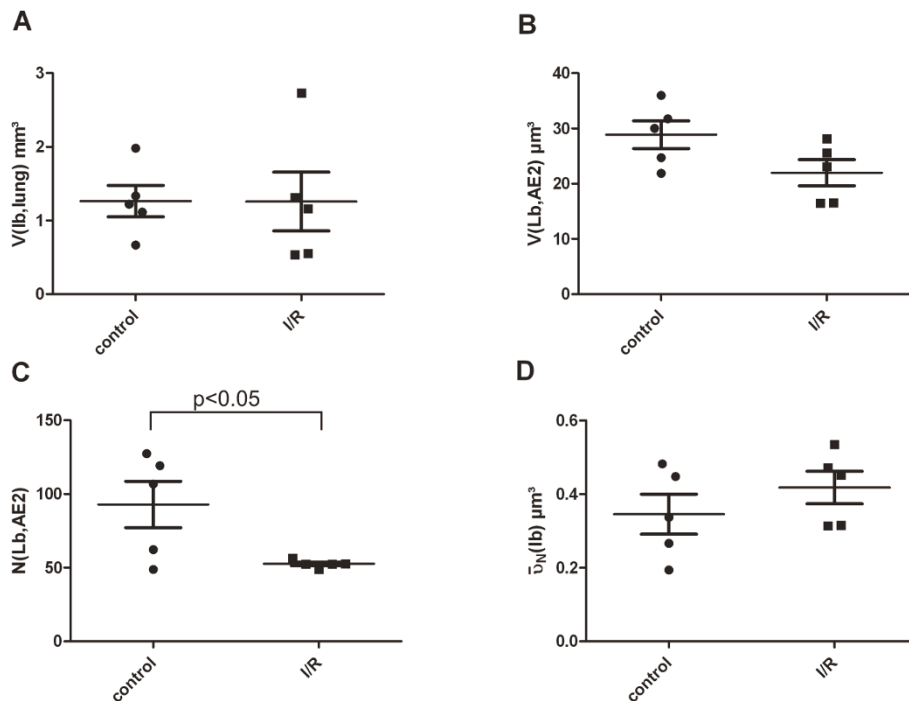 A
V(lb,lung) mm³
3
2
1
0
control
I/R
B
V(Lb,AE2) µm³
40
30
20
10
0
control
I/R
C
p<0.05
N(Lb,AE2)
150
100
50
0
control
I/R
D
ῡN(lb) µm³
0.6
0.4
0.2
0.0
control
I/R